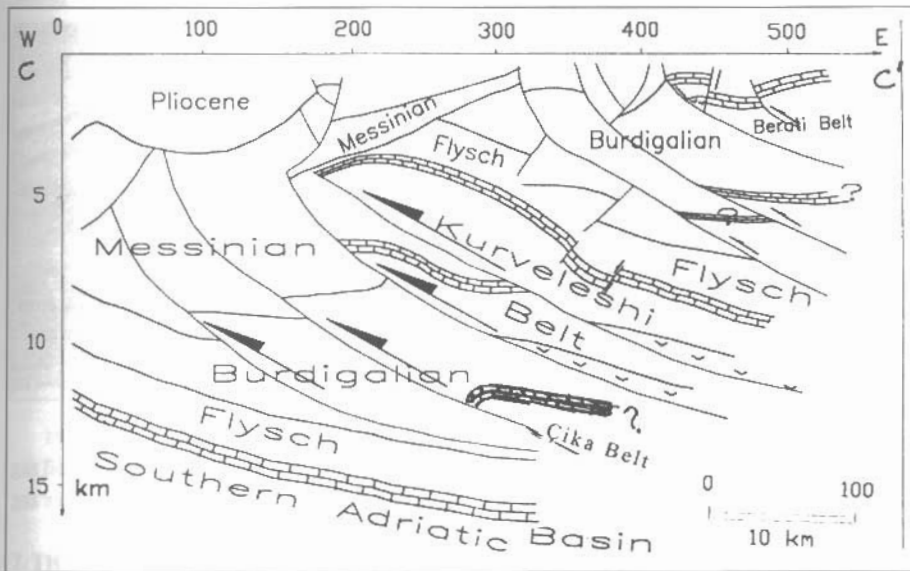 0 100 200 300 400 500
W E
C C'
Pliocene
Messinian
Flysch
Burdigalian
Berati Belt
5
?
?
Kurveleshi
Belt
Flysch
Messinian
10
Burdigalian
?
Flysch
Çika Belt
15
km
Southern Adriatic Basin
0 100
10 km